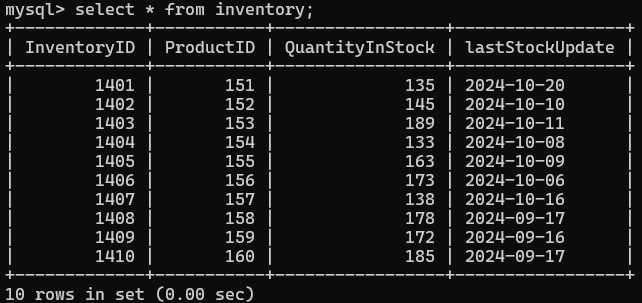 mysql> select * from inventory;
+-------------+-----------+-----------------+-----------------+
| InventoryID | ProductID | QuantityInStock | lastStockUpdate |
+-------------+-----------+-----------------+-----------------+
|        1401 |       151 |             135 | 2024-10-20      |
|        1402 |       152 |             145 | 2024-10-10      |
|        1403 |       153 |             189 | 2024-10-11      |
|        1404 |       154 |             133 | 2024-10-08      |
|        1405 |       155 |             163 | 2024-10-09      |
|        1406 |       156 |             173 | 2024-10-06      |
|        1407 |       157 |             138 | 2024-10-16      |
|        1408 |       158 |             178 | 2024-09-17      |
|        1409 |       159 |             172 | 2024-09-16      |
|        1410 |       160 |             185 | 2024-09-17      |
+-------------+-----------+-----------------+-----------------+
10 rows in set (0.00 sec)